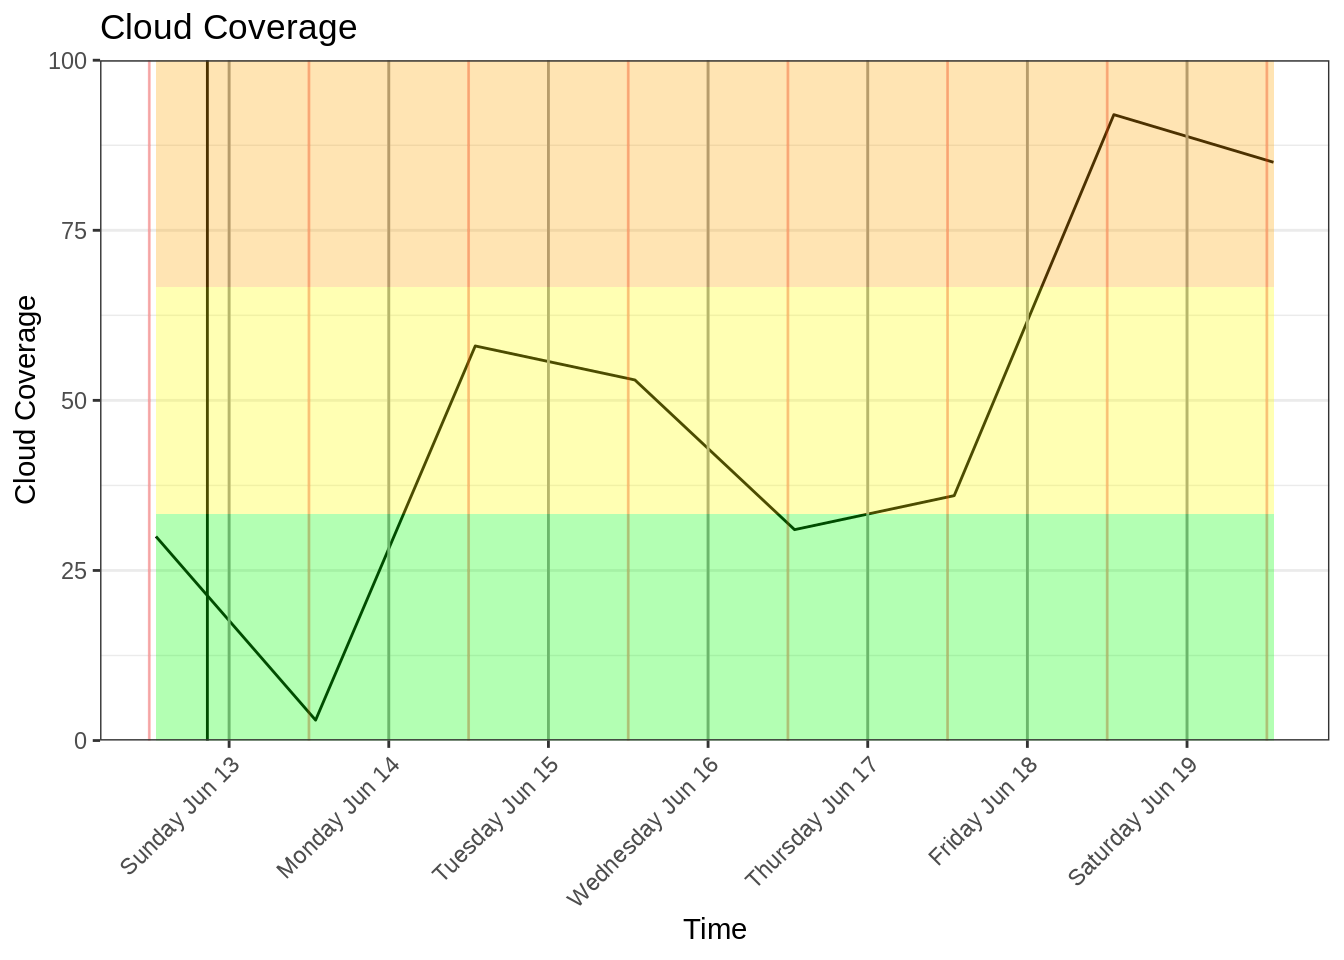 Cloud Coverage
100
75
50
25
0
Cloud Coverage
Sunday Jun 13
Monday Jun 14
Tuesday Jun 15
Wednesday Jun 16
Thursday Jun 17
Friday Jun 18
Saturday Jun 19
Time